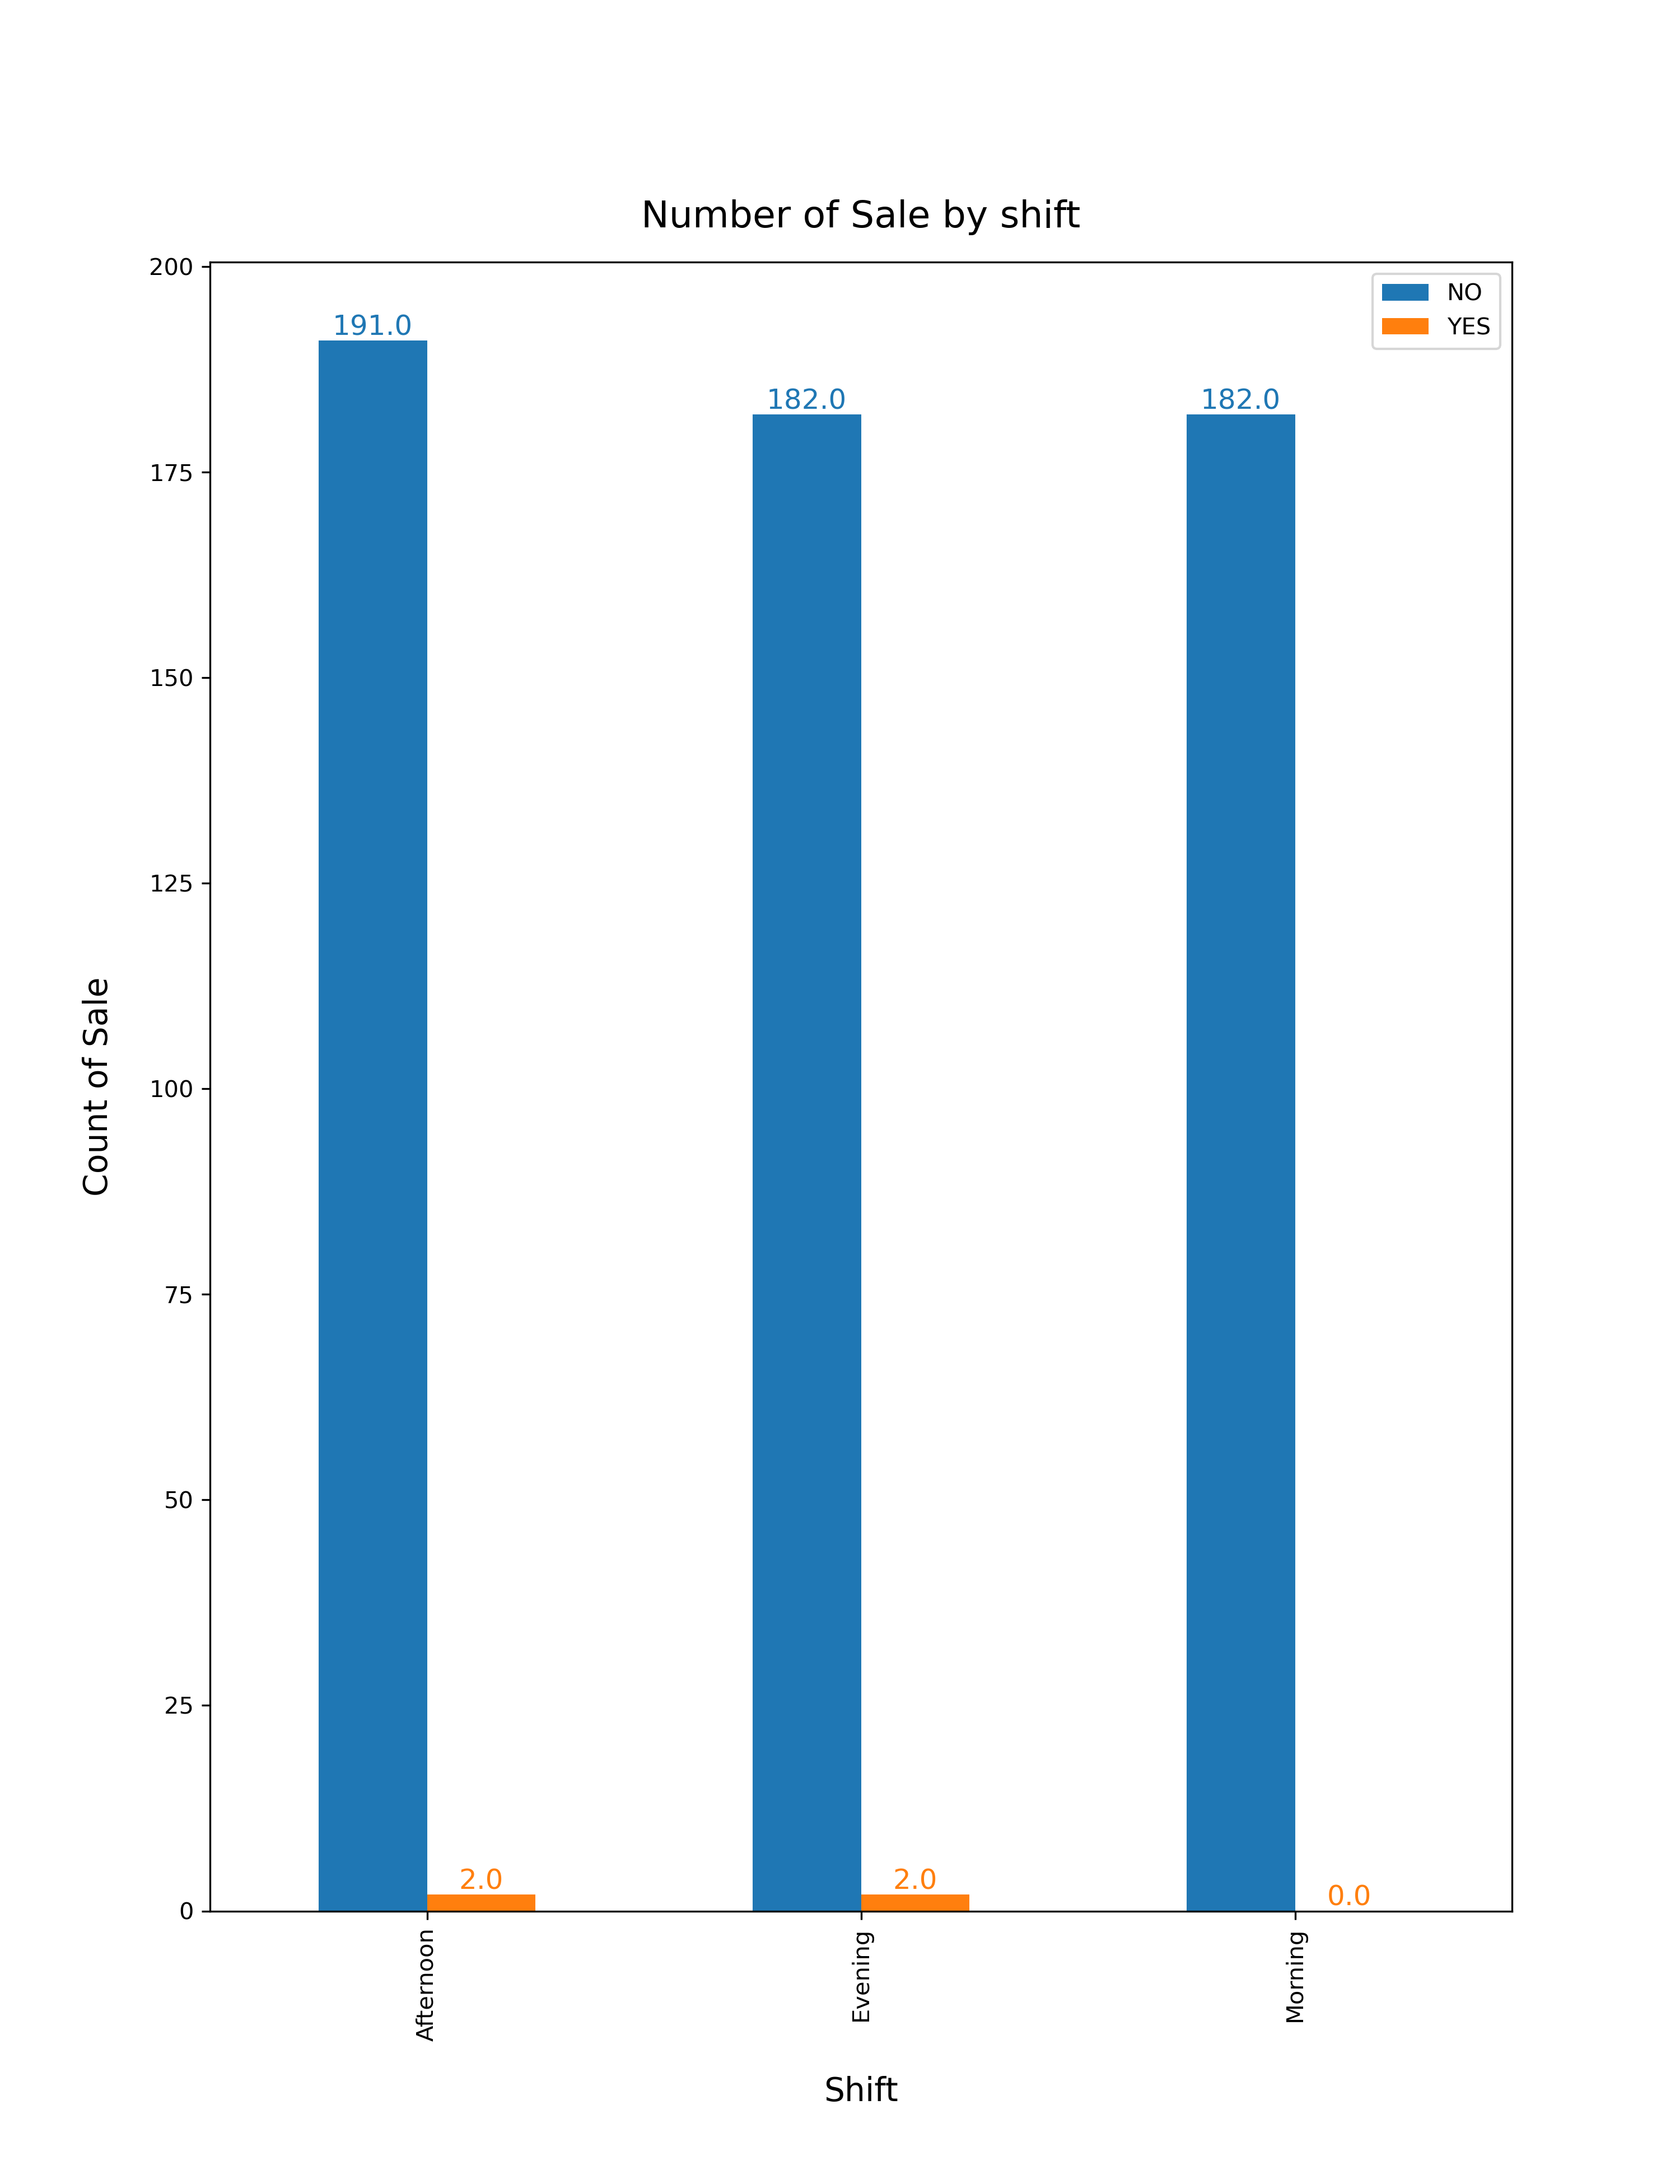 Number of Sale by shift
200
175
150
125
100
75
50
25
0
Count of Sale
NO
YES
191.0
182.0
182.0
2.0
2.0
0.0
Afternoon
Evening
Morning
Shift